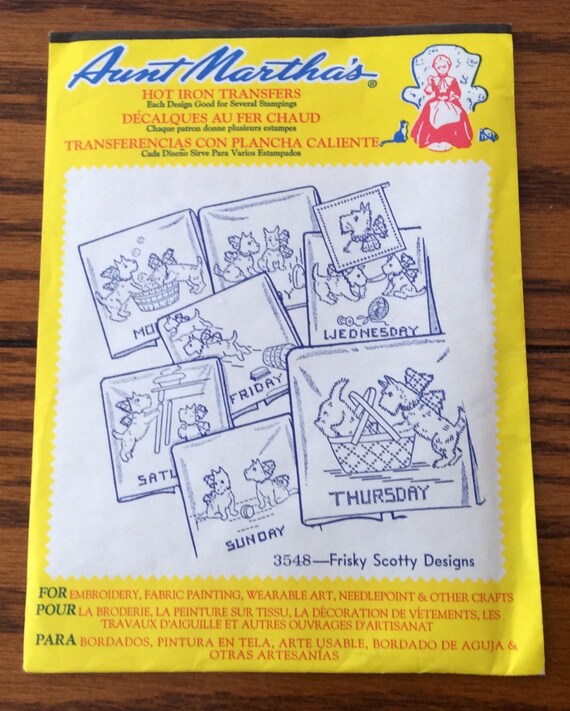 Aunt Martha's®
HOT IRON TRANSFERS
Each Design Good for Several Stampings
DÉCALQUES AU FER CHAUD
Chaque patron donne plusieurs estampes
TRANSFERENCIAS CON PLANCHA CALIENTE
Cada Diseño Sirve Para Varios Estampados
MO
Y
WEDNESDAY
FRIDAY
THURSDAY
SATU
SUNDAY
3548—Frisky Scotty Designs
FOR EMBROIDERY, FABRIC PAINTING, WEARABLE ART, NEEDLEPOINT & OTHER CRAFTS
POUR LA BRODERIE, LA PEINTURE SUR TISSU, LA DÉCORATION DE VÊTEMENTS, LES
TRAVAUX D'AIGUILLE ET AUTRES OUVRAGES D'ARTISANAT
PARA BORDADOS, PINTURA EN TELA, ARTE USABLE, BORDADO DE AGUJA &
OTRAS ARTESANÍAS